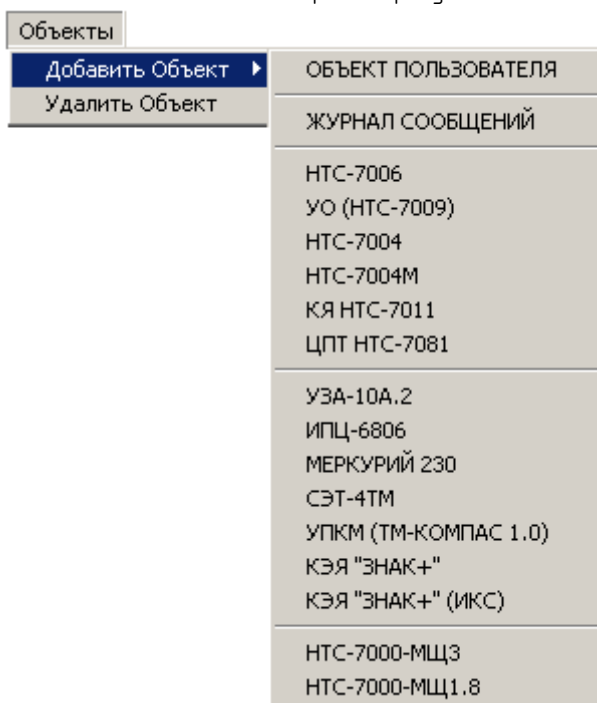 Объекты
Добавить Объект
Удалить Объект
ОБЪЕКТ ПОЛЬЗОВАТЕЛЯ
ЖУРНАЛ СООБЩЕНИЙ
НТС-7006
УО (НТС-7009)
НТС-7004
НТС-7004М
КЯ НТС-7011
ЦПТ НТС-7081
УЗА-10А.2
ИПЦ-6806
МЕРКУРИЙ 230
СЭТ-4ТМ
УПКМ (ТМ-КОМПАС 1.0)
КЭЯ "ЗНАК+"
КЭЯ "ЗНАК+" (ИКС)
НТС-7000-МЩ3
НТС-7000-МЩ1.8